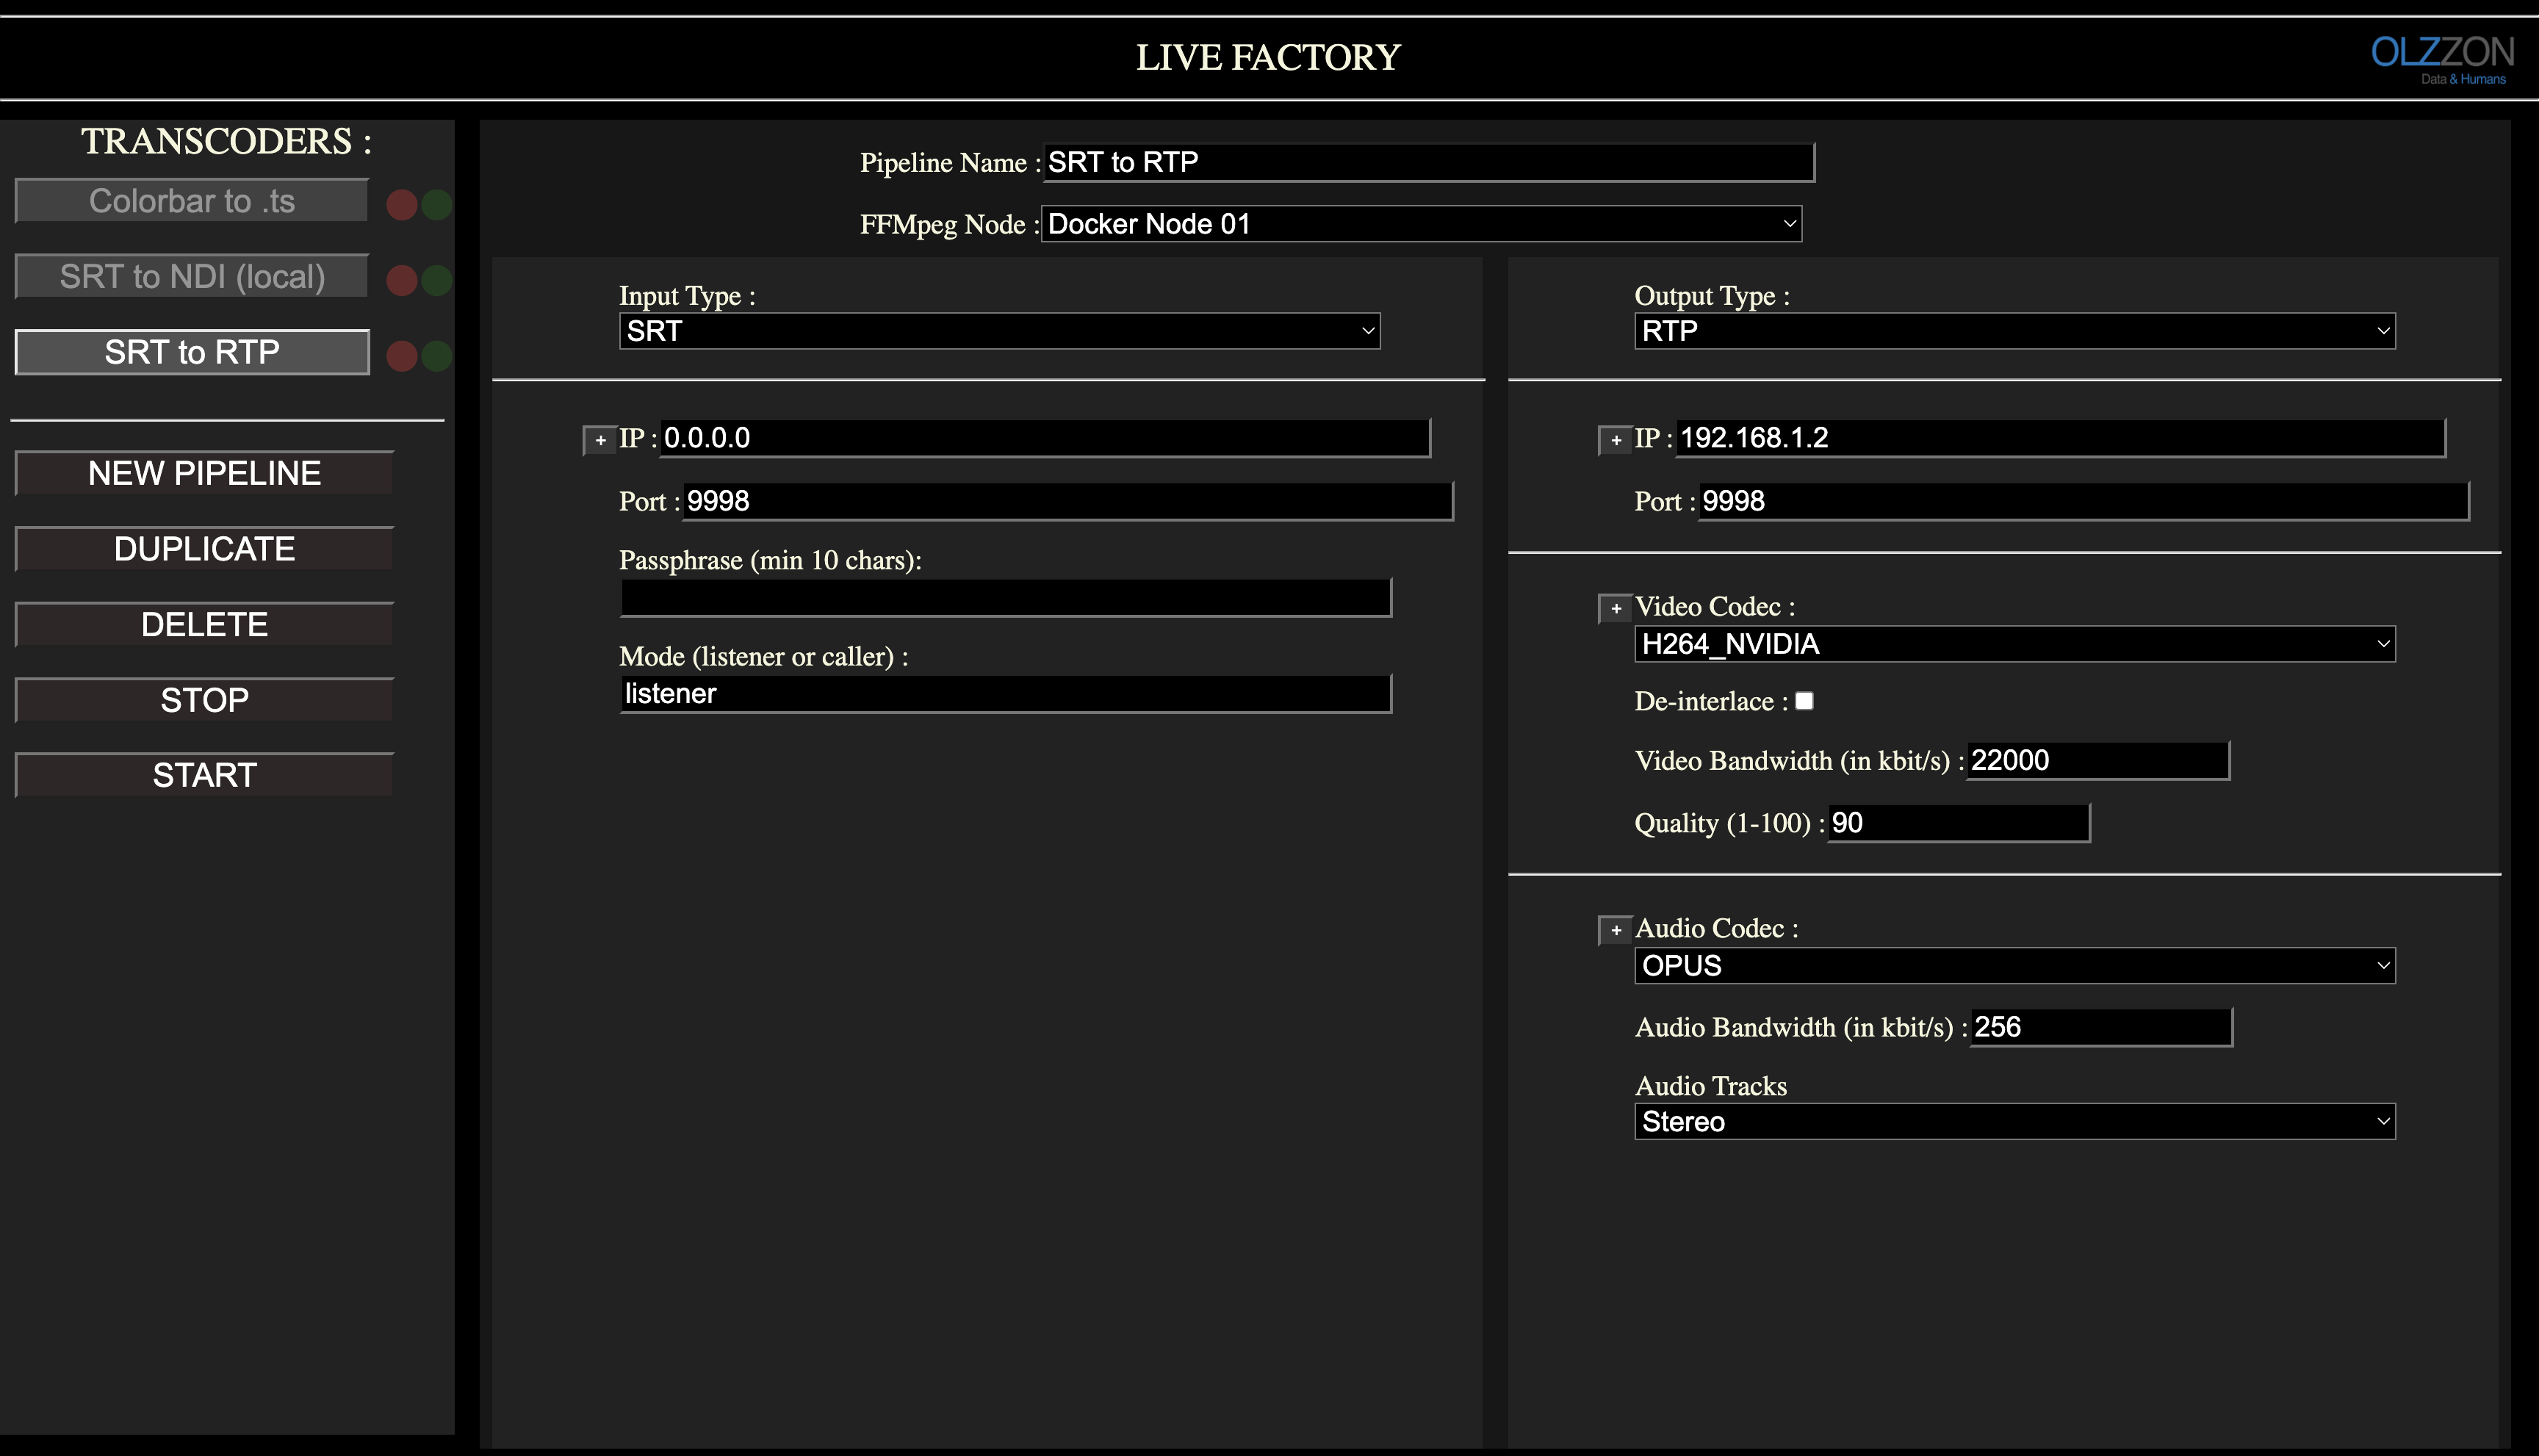 LIVE FACTORY
OLZZON
Data & Humans
TRANSCODERS :
Colorbar to .ts
SRT to NDI (local)
SRT to RTP
NEW PIPELINE
DUPLICATE
DELETE
STOP
START
Pipeline Name : SRT to RTP
FFMpeg Node : Docker Node 01
Input Type :
SRT
+ IP : 0.0.0.0
Port : 9998
Passphrase (min 10 chars):
Mode (listener or caller) :
listener
Output Type :
RTP
+ IP : 192.168.1.2
Port : 9998
+ Video Codec :
H264_NVIDIA
De-interlace :
Video Bandwidth (in kbit/s) : 22000
Quality (1-100) : 90
+ Audio Codec :
OPUS
Audio Bandwidth (in kbit/s) : 256
Audio Tracks
Stereo